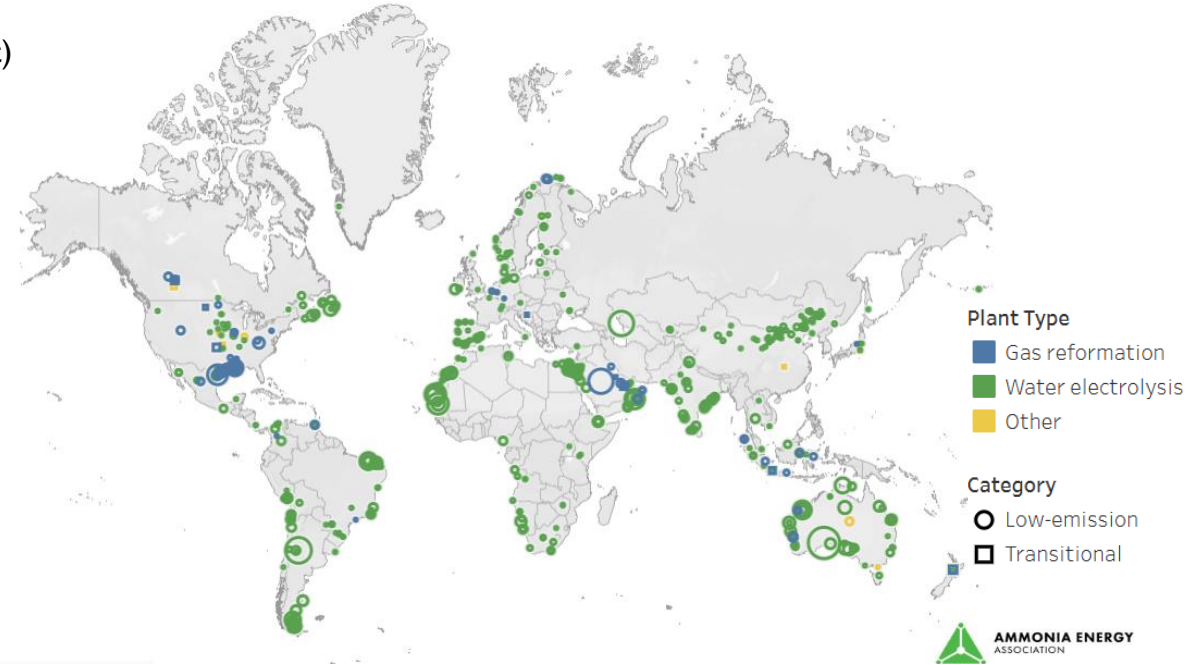 )
Plant Type
Gas reformation
Water electrolysis
Other
Category
Low-emission
Transitional
AMMONIA ENERGY
ASSOCIATION